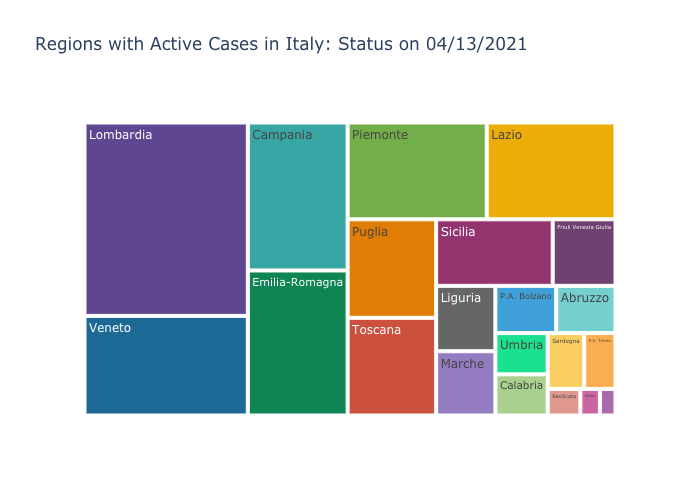 Regions with Active Cases in Italy: Status on 04/13/2021
Lombardia
Campania
Piemonte
Lazio
Puglia
Sicilia
Friuli Venezia Giulia
Emilia-Romagna
Liguria
P.A. Bolzano
Abruzzo
Veneto
Toscana
Umbria
Sardegna
P.A. Trento
Marche
Calabria
Basilicata